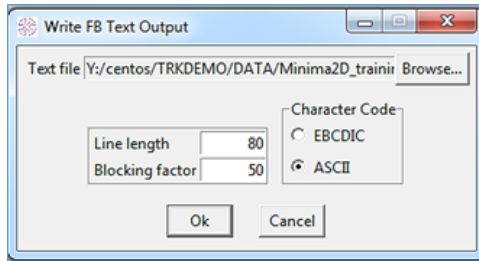 Write FB Text Output
Text file Y:/centos/TRKDEMO/DATA/Minima2D_trainin Browse...
Character Code
Line length 80
EBCDIC
Blocking factor 50
ASCII
Ok Cancel